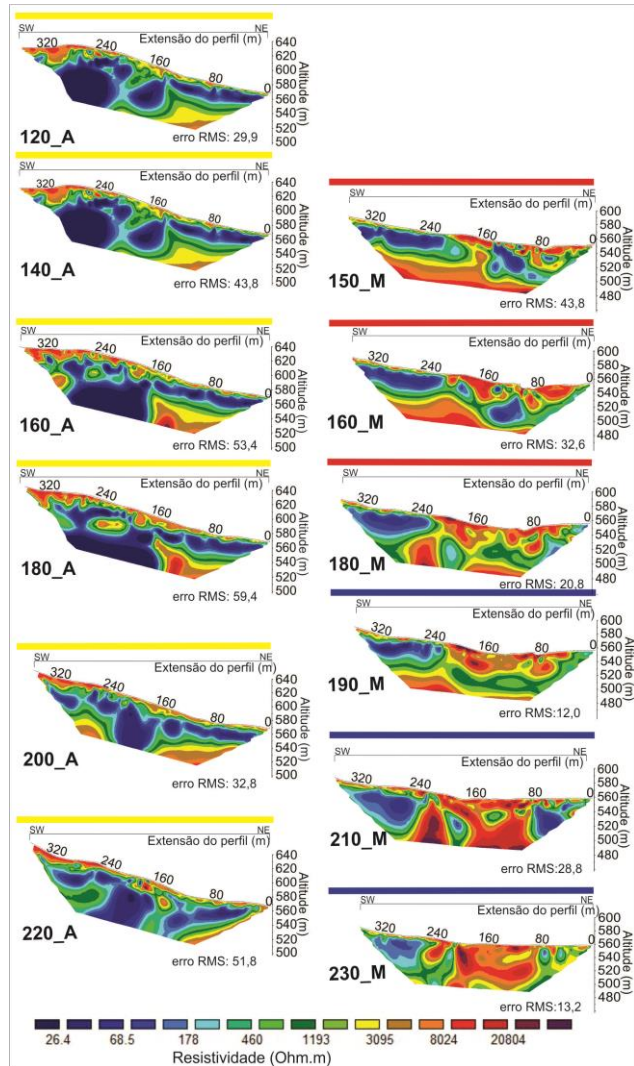 SW NE
Extensão do perfil (m)
320 240 160 80 0
640
620
600
580
560
540
520
500
Altitude (m)
120_A
erro RMS: 29,9
SW NE
Extensão do perfil (m)
320 240 160 80 0
640
620
600
580
560
540
520
500
Altitude (m)
140_A
erro RMS: 43,8
SW NE
Extensão do perfil (m)
320 240 160 80 0
640
620
600
580
560
540
520
500
Altitude (m)
160_A
erro RMS: 53,4
SW NE
Extensão do perfil (m)
320 240 160 80 0
640
620
600
580
560
540
520
500
Altitude (m)
180_A
erro RMS: 59,4
SW NE
Extensão do perfil (m)
320 240 160 80 0
640
620
600
580
560
540
520
500
Altitude (m)
200_A
erro RMS: 32,8
SW NE
Extensão do perfil (m)
320 240 160 80 0
640
620
600
580
560
540
520
500
Altitude (m)
220_A
erro RMS: 51,8
SW NE
Extensão do perfil (m)
320 240 160 80 0
600
580
560
540
520
500
480
Altitude (m)
150_M
erro RMS: 43,8
SW NE
Extensão do perfil (m)
320 240 160 80 0
600
580
560
540
520
500
480
Altitude (m)
160_M
erro RMS: 32,6
SW NE
Extensão do perfil (m)
320 240 160 80 0
600
580
560
540
520
500
480
Altitude (m)
180_M
erro RMS: 20,8
SW NE
Extensão do perfil (m)
320 240 160 80 0
600
580
560
540
520
500
480
Altitude (m)
190_M
erro RMS:12,0
SW NE
Extensão do perfil (m)
320 240 160 80 0
600
580
560
540
520
500
480
Altitude (m)
210_M
erro RMS:28,8
SW NE
Extensão do perfil (m)
320 240 160 80 0
600
580
560
540
520
500
480
Altitude (m)
230_M
erro RMS:13,2
26.4 68.5 178 460 1193 3095 8024 20804
Resistividade (Ohm.m)